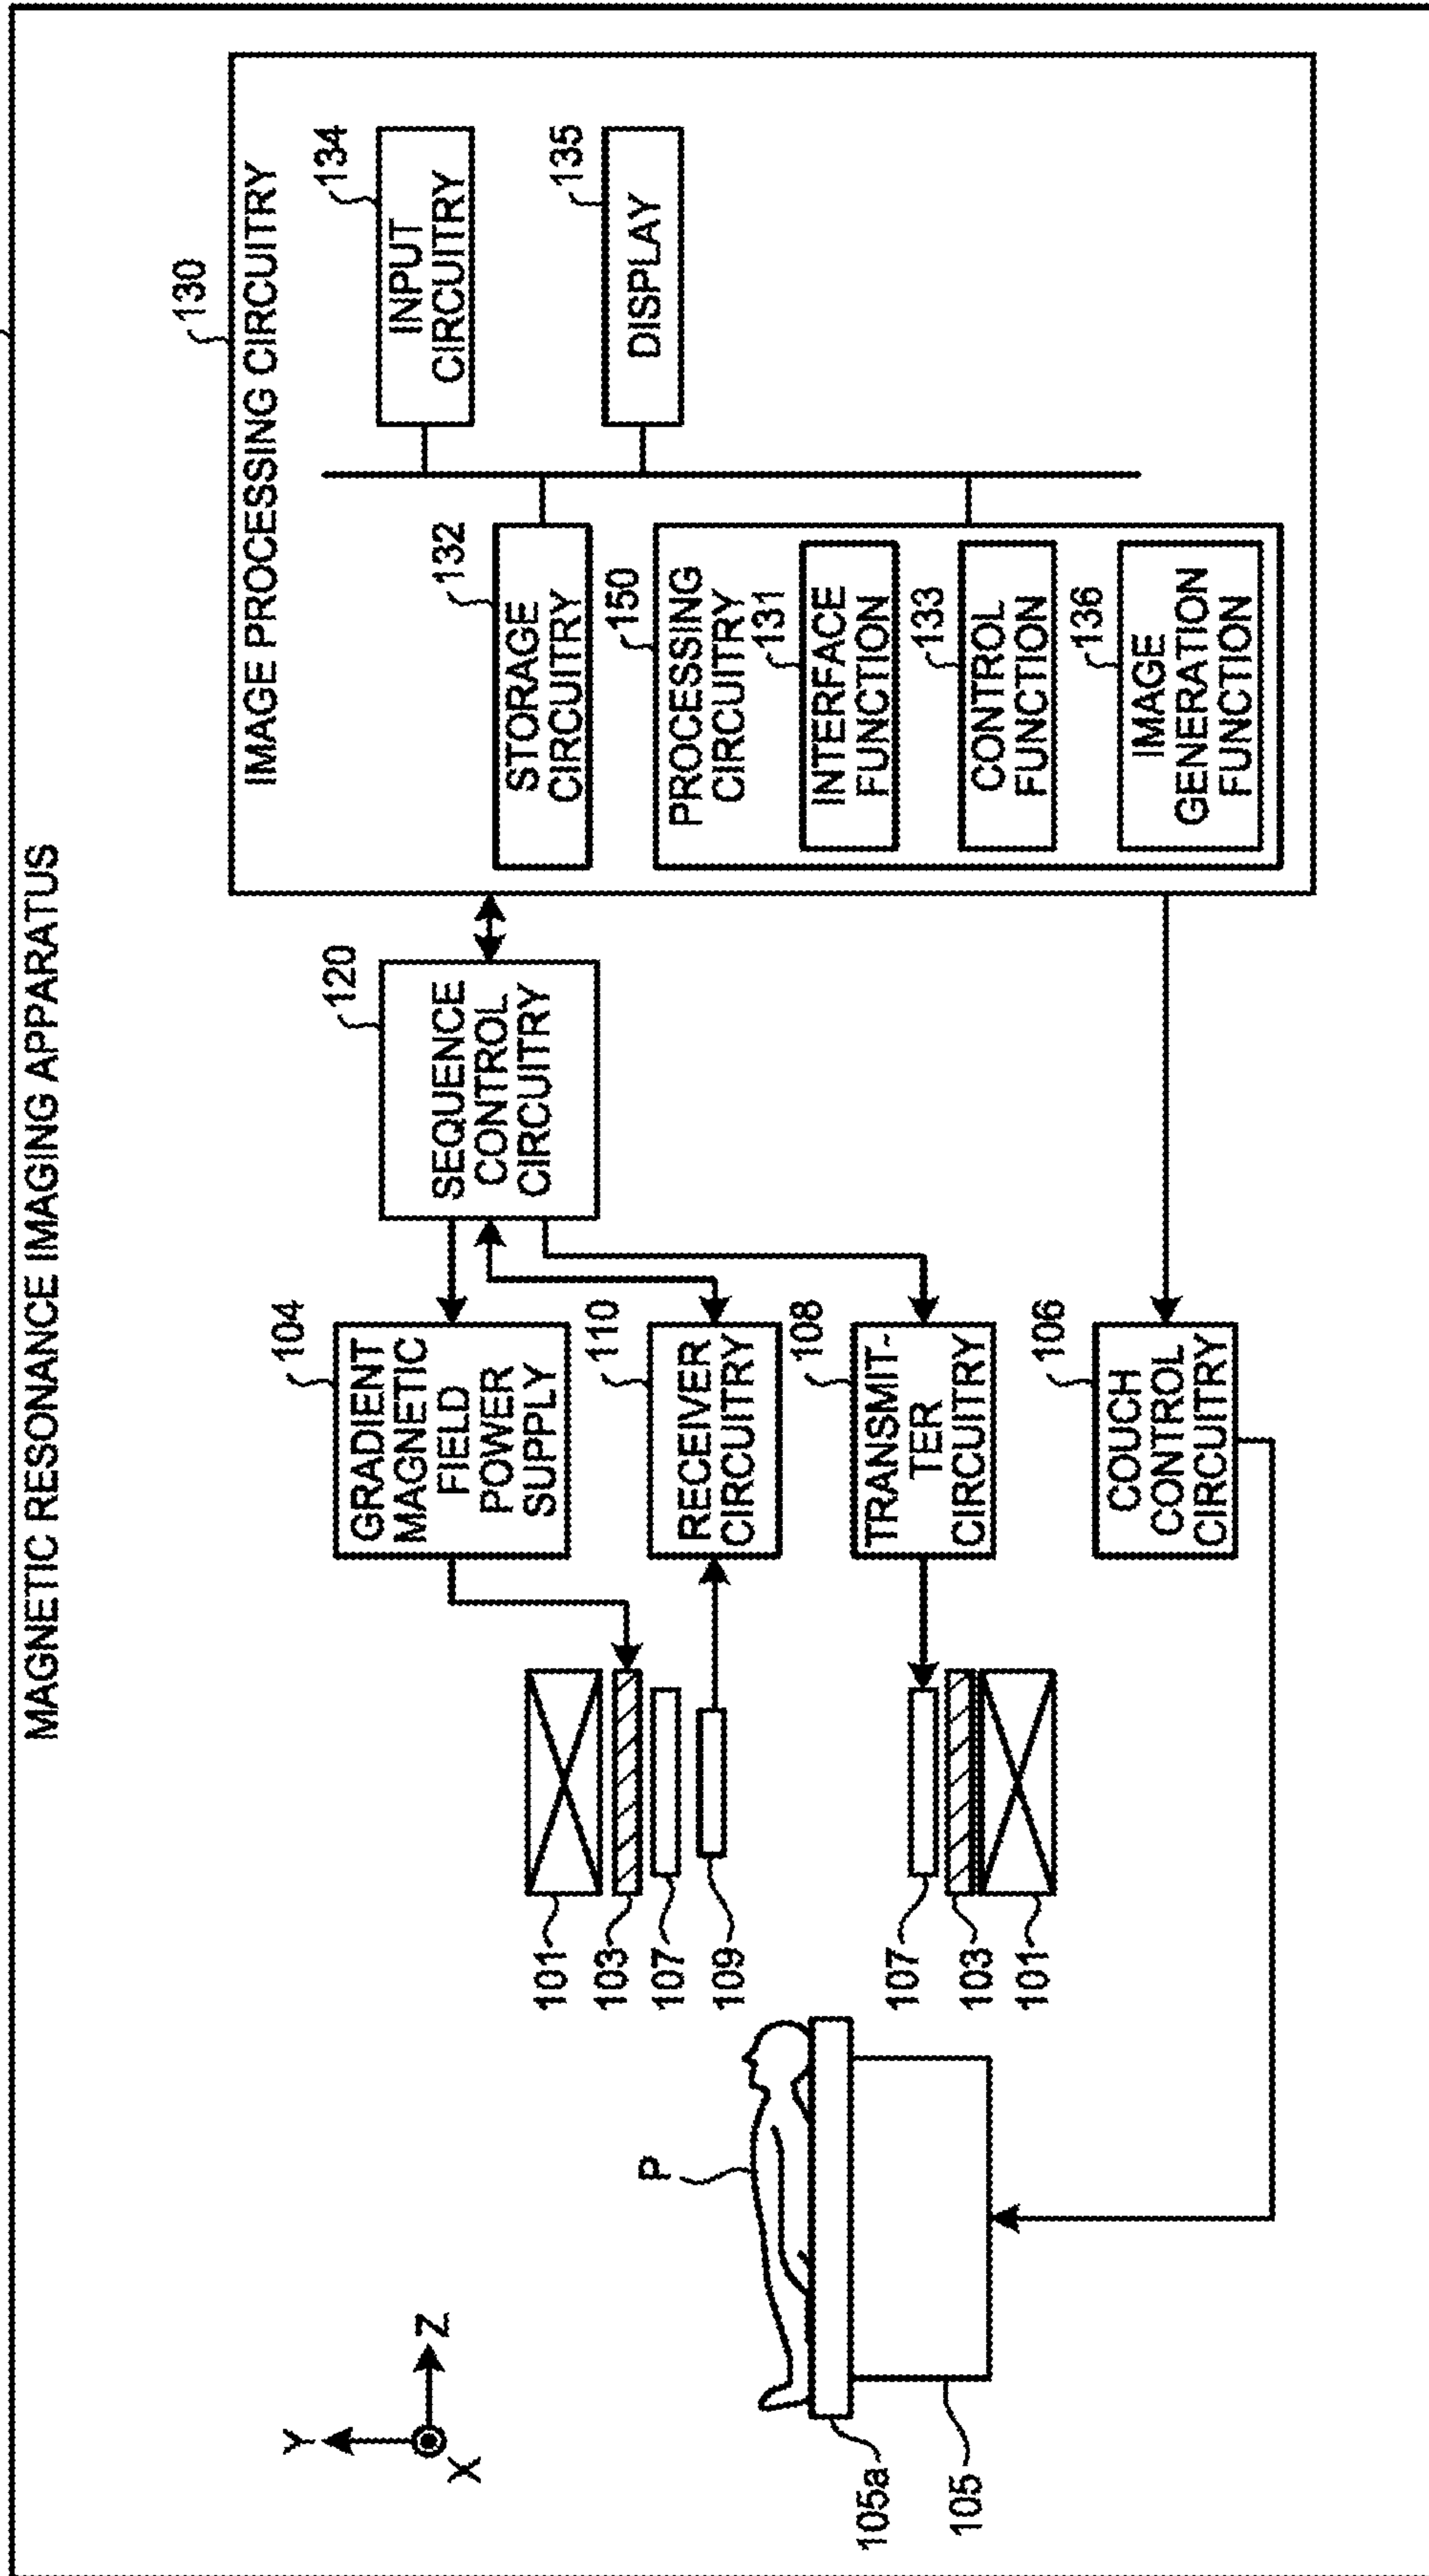 MAGNETIC RESONANCE IMAGING APPARATUS
130
IMAGE PROCESSING CIRCUITRY
134
INPUT
CIRCUITRY
135
DISPLAY
132
STORAGE
CIRCUITRY
150
PROCESSING
CIRCUITRY
131
INTERFACE
FUNCTION
133
CONTROL
FUNCTION
136
IMAGE
GENERATION
FUNCTION
120
SEQUENCE
CONTROL
CIRCUITRY
104
GRADIENT
MAGNETIC
FIELD
POWER
SUPPLY
110
RECEIVER
CIRCUITRY
108
TRANSMIT-
TER
CIRCUITRY
106
COUCH
CONTROL
CIRCUITRY
101
103
107
109
107
103
101
P
Y
Z
X
105a
105